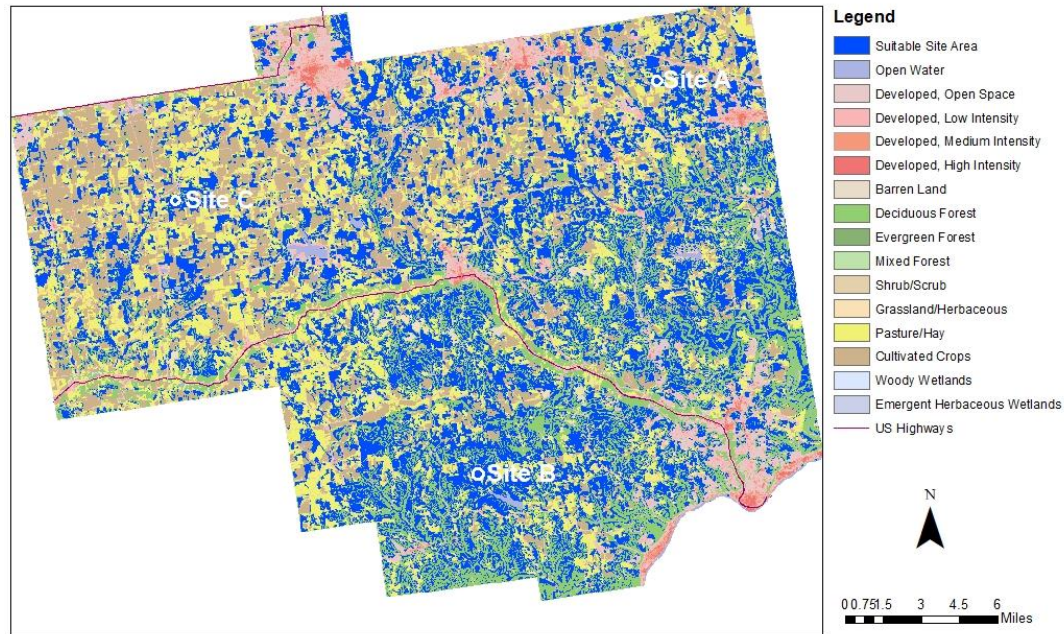 Legend
Suitable Site Area
Open Water
Developed, Open Space
Developed, Low Intensity
Developed, Medium Intensity
Developed, High Intensity
Barren Land
Deciduous Forest
Evergreen Forest
Mixed Forest
Shrub/Scrub
Grassland/Herbaceous
Pasture/Hay
Cultivated Crops
Woody Wetlands
Emergent Herbaceous Wetlands
US Highways
Site A
Site C
Site B
N
0 0.75 1.5 3 4.5 6
Miles